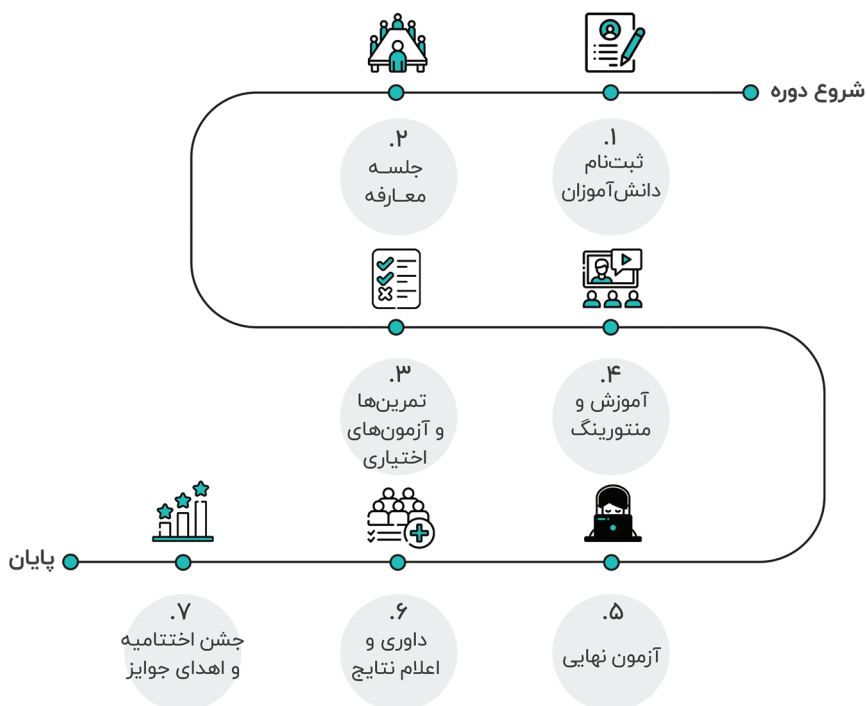 شروع دوره
۱.
ثبت‌نام
دانش‌آموزان
۲.
جلسه
معارفه
۳.
تمرین‌ها
و آزمون‌های
اختیاری
۴.
آموزش و
منتورینگ
۵.
آزمون نهایی
۶.
داوری و
اعلام نتایج
۷.
جشن اختتامیه
و اهدای جوایز
پایان